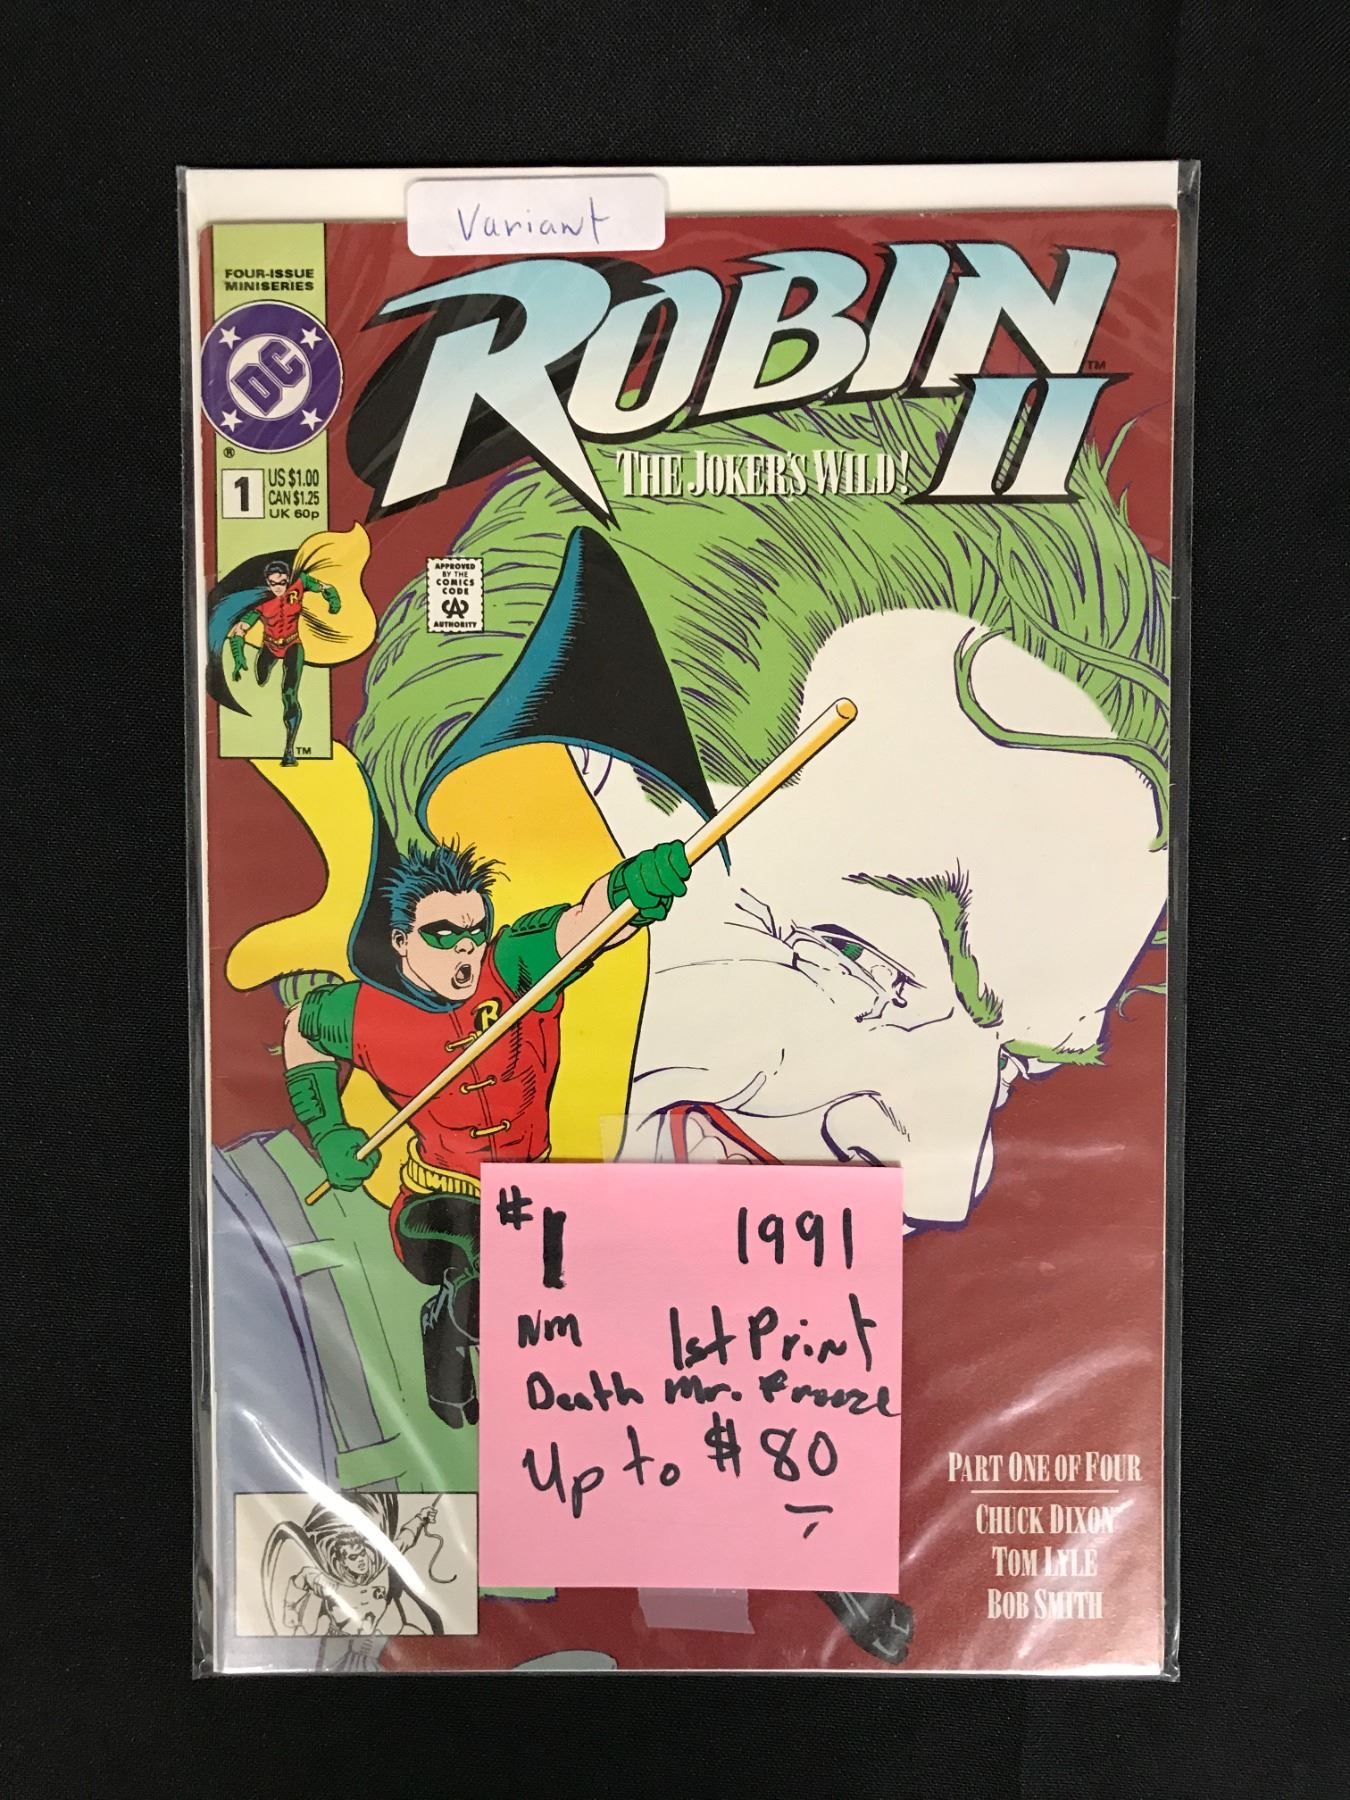 Variant
FOUR-ISSUE
MINISERIES
DC
®
1
US $1.00
CAN $1.25
UK 60p
TM
ROBIN
II
TM
THE JOKER'S WILD!
APPROVED
BY THE
COMICS
CODE
CA
AUTHORITY
R
R
#1 1991
NM 1st Print
Death Mr. Freeze
Up to $80
PART ONE OF FOUR
CHUCK DIXON
TOM LYLE
BOB SMITH